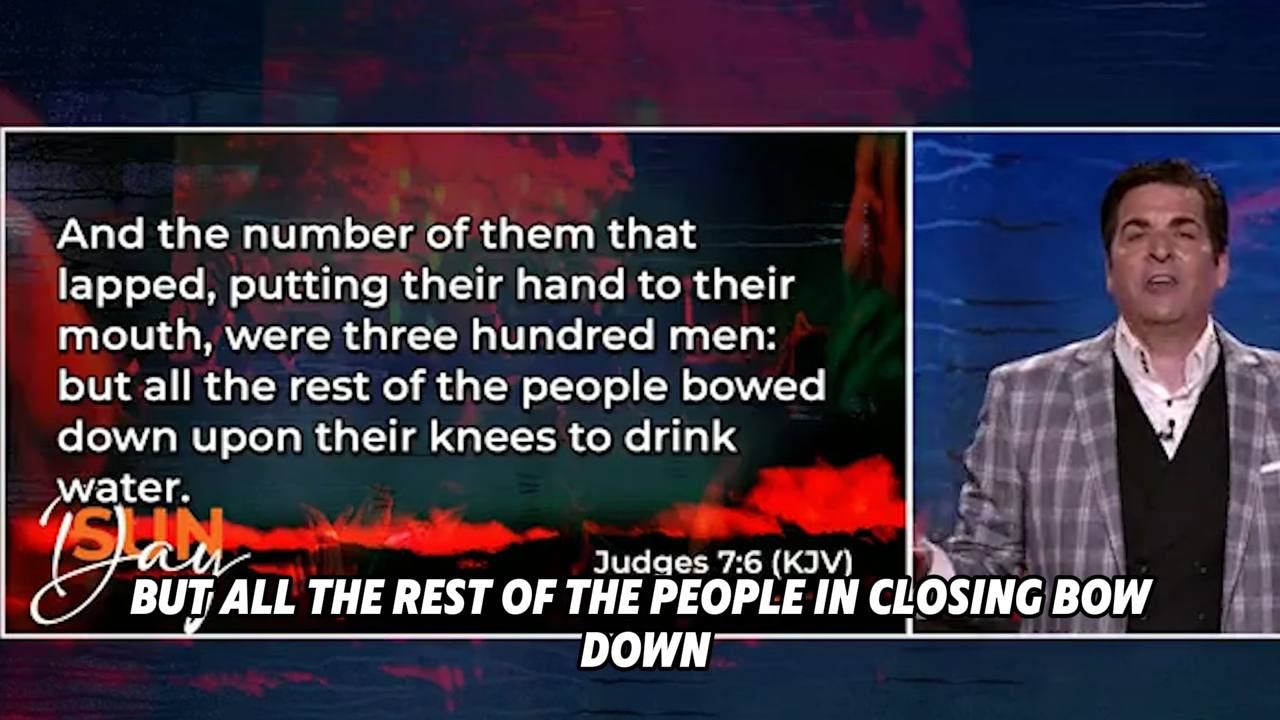 And the number of them that
lapped, putting their hand to their
mouth, were three hundred men:
but all the rest of the people bowed
down upon their knees to drink
water.
SUN
Day
Judges 7:6 (KJV)
BUT ALL THE REST OF THE PEOPLE IN CLOSING BOW
DOWN